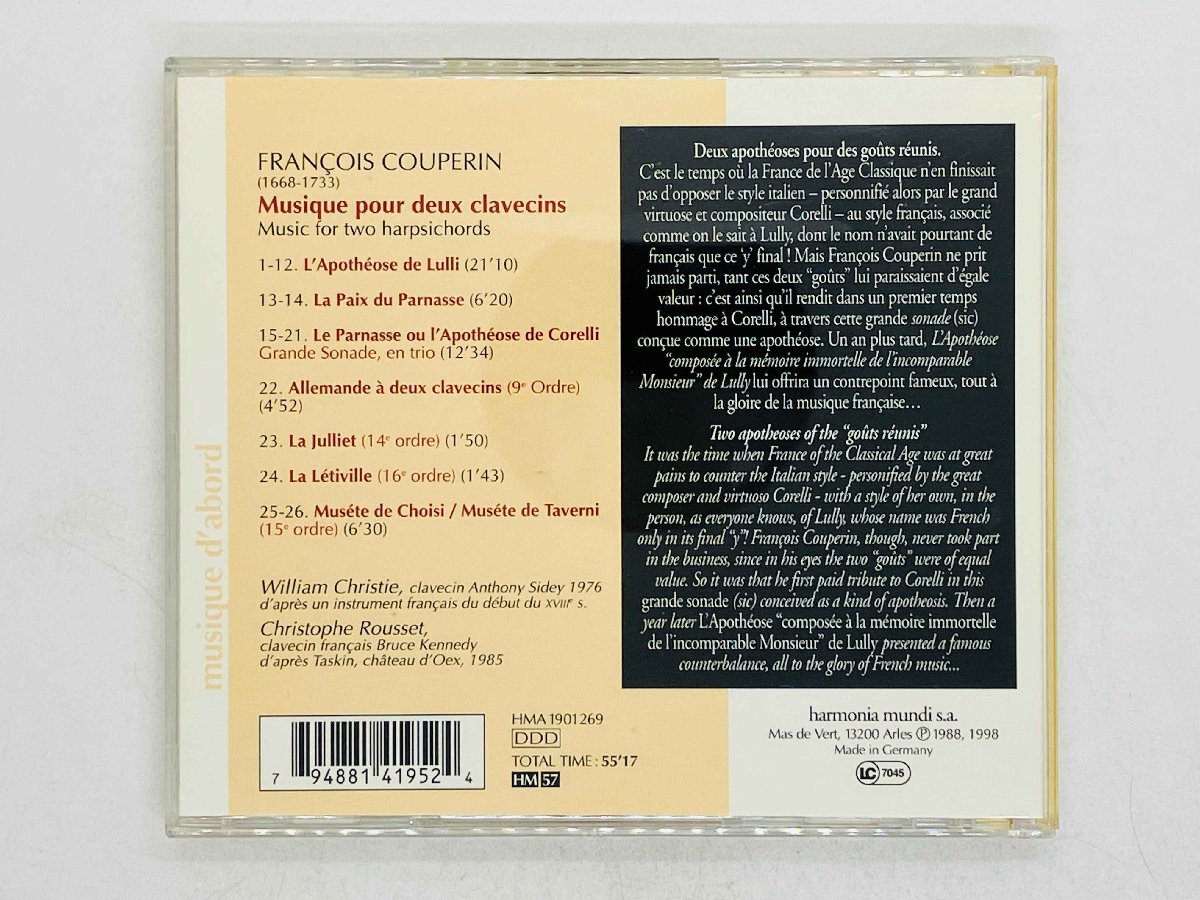 FRANÇOIS COUPERIN
(1668-1733)
Musique pour deux clavecins
Music for two harpsichords
1-12. L'Apothéose de Lulli (21'10)
13-14. La Paix du Parnasse (6'20)
15-21. Le Parnasse ou l'Apothéose de Corelli
Grande Sonade, en trio (12'34)
22. Allemande à deux clavecins (9e Ordre)
(4'52)
23. La Julliet (14e ordre) (1'50)
24. La Létiville (16e ordre) (1'43)
25-26. Muséte de Choisi / Muséte de Taverni
(15e ordre) (6'30)
William Christie, clavecin Anthony Sidey 1976
d'après un instrument français du début du XVIIIe s.
Christophe Rousset,
clavecin français Bruce Kennedy
d'après Taskin, château d'Oex, 1985
musique d'abord
7 94881 41952 4
HMA 1901269
DDD
TOTAL TIME : 55'17
HM 57
Deux apothéoses pour des goûts réunis.
C'est le temps où la France de l'Age Classique n'en finissait
pas d'opposer le style italien – personnifié alors par le grand
virtuose et compositeur Corelli – au style français, associé
comme on le sait à Lully, dont le nom n'avait pourtant de
français que ce 'y' final ! Mais François Couperin ne prit
jamais parti, tant ces deux "goûts" lui paraissaient d'égale
valeur : c'est ainsi qu'il rendit dans un premier temps
hommage à Corelli, à travers cette grande sonade (sic)
conçue comme une apothéose. Un an plus tard, L'Apothéose
"composée à la mémoire immortelle de l'incomparable
Monsieur" de Lully lui offrira un contrepoint fameux, tout à
la gloire de la musique française...
Two apotheoses of the "goûts réunis"
It was the time when France of the Classical Age was at great
pains to counter the Italian style - personified by the great
composer and virtuoso Corelli - with a style of her own, in the
person, as everyone knows, of Lully, whose name was French
only in its final "y"! François Couperin, though, never took part
in the business, since in his eyes the two "goûts" were of equal
value. So it was that he first paid tribute to Corelli in this
grande sonade (sic) conceived as a kind of apotheosis. Then a
year later L'Apothéose "composée à la mémoire immortelle
de l'incomparable Monsieur" de Lully presented a famous
counterbalance, all to the glory of French music...
harmonia mundi s.a.
Mas de Vert, 13200 Arles ℗ 1988, 1998
Made in Germany
LC 7045